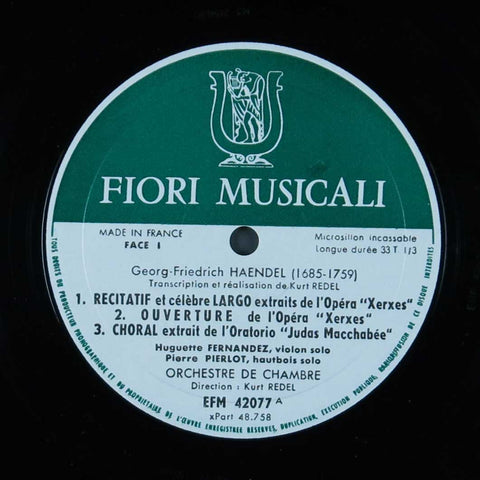 FIORI MUSICALI
MADE IN FRANCE
FACE 1
Microsillon incassable
Longue durée 33 T 1/3
Georg-Friedrich HAENDEL (1685-1759)
Transcription et réalisation de Kurt REDEL
1. RECITATIF et célèbre LARGO extraits de l'Opéra "Xerxes"
2. OUVERTURE de l'Opéra "Xerxes"
3. CHORAL extrait de l'Oratorio "Judas Macchabée"
Huguette FERNANDEZ, violon solo
Pierre PIERLOT, hautbois solo
ORCHESTRE DE CHAMBRE
Direction : Kurt REDEL
EFM 42077 A
xPart 48.758
TOUS DROITS DU PRODUCTEUR PHONOGRAPHIQUE ET DU PROPRIETAIRE DE L'ŒUVRE ENREGISTREE RESERVES, DUPLICATION, EXECUTION PUBLIQUE, RADIODIFFUSION DE CE DISQUE INTERDITES